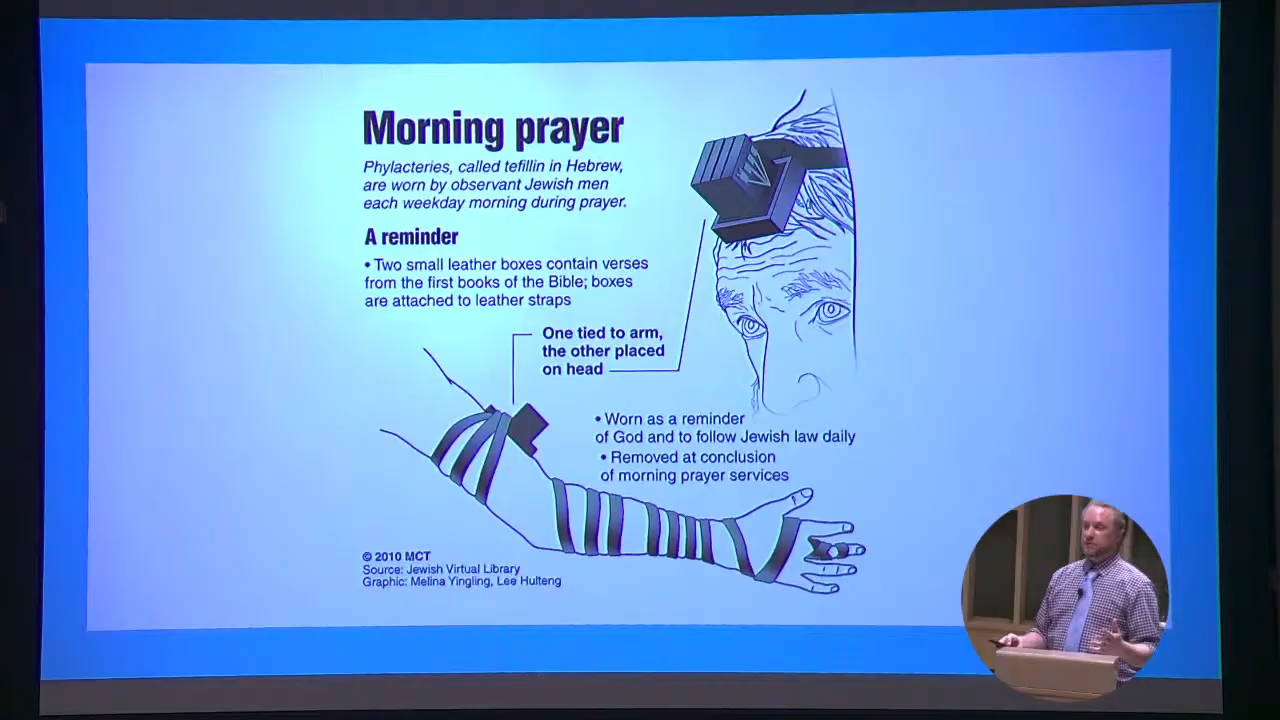 Morning prayer
Phylacteries, called tefillin in Hebrew,
are worn by observant Jewish men
each weekday morning during prayer.
A reminder
• Two small leather boxes contain verses
from the first books of the Bible; boxes
are attached to leather straps
One tied to arm,
the other placed
on head
• Worn as a reminder
of God and to follow Jewish law daily
• Removed at conclusion
of morning prayer services
© 2010 MCT
Source: Jewish Virtual Library
Graphic: Melina Yingling, Lee Hulteng